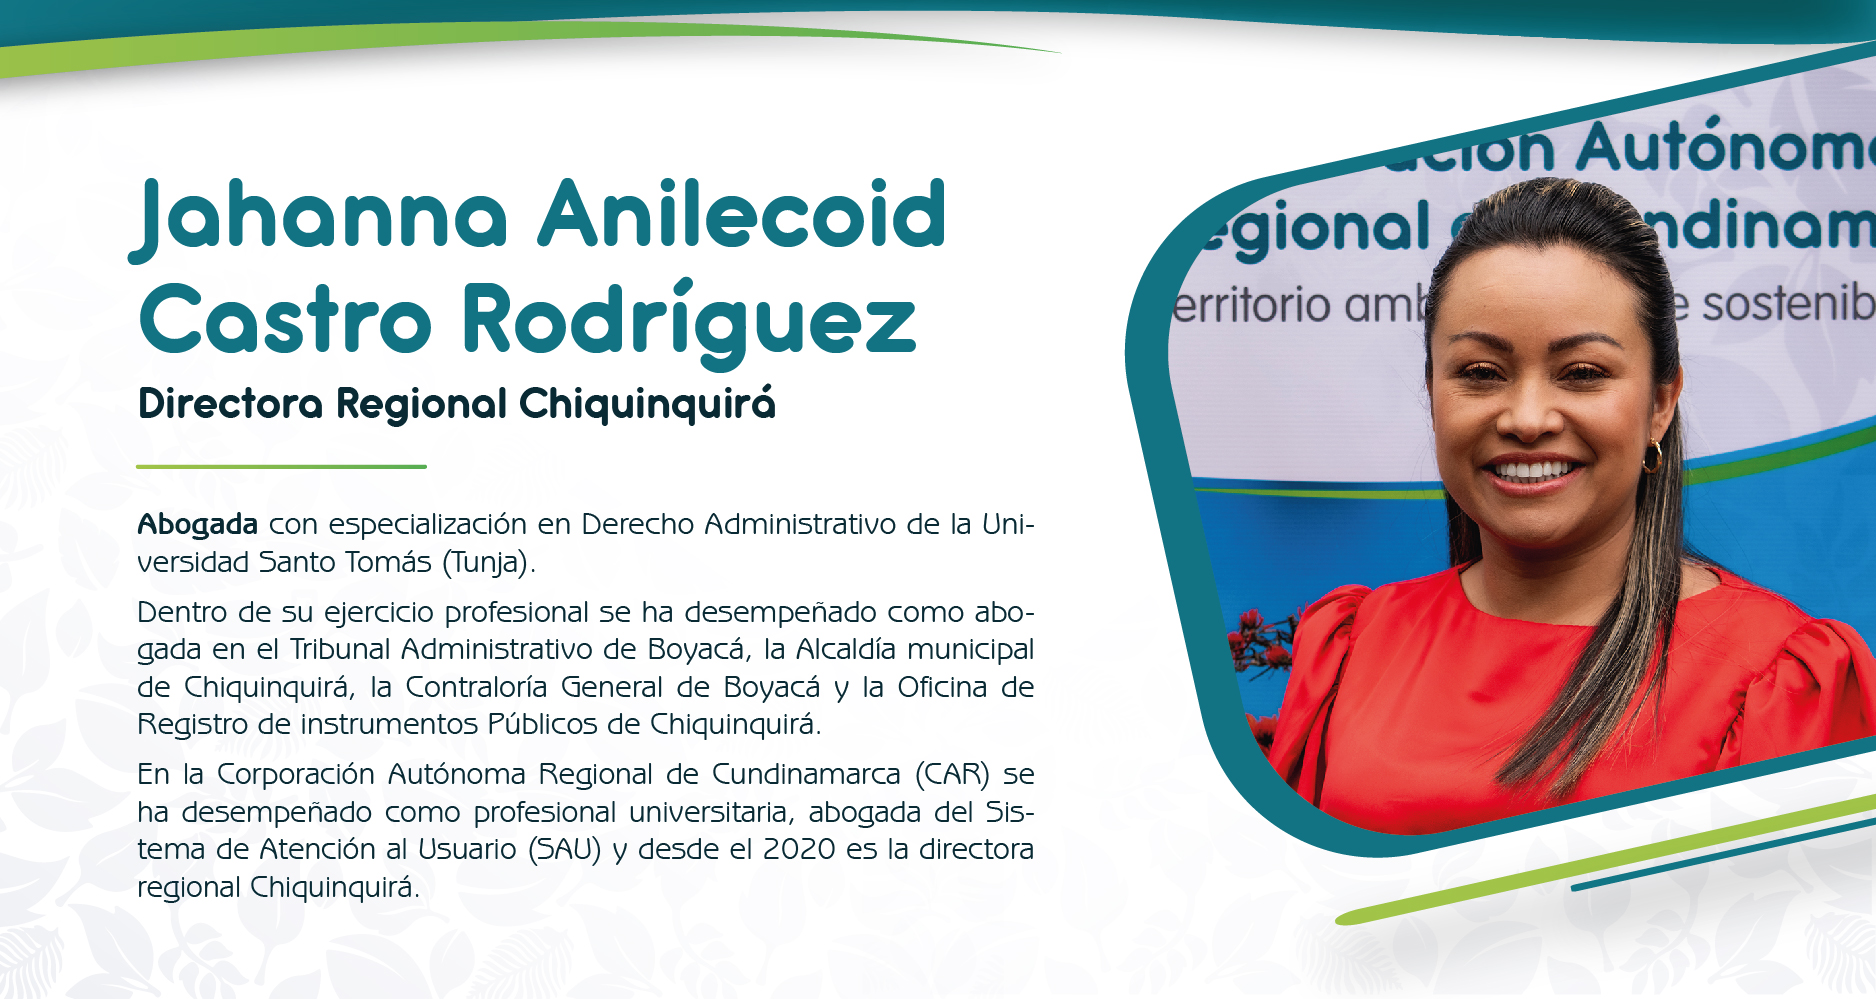 Jahanna Anilecoid
Castro Rodríguez
Directora Regional Chiquinquirá
Abogada con especialización en Derecho Administrativo de la Uni-
versidad Santo Tomás (Tunja).
Dentro de su ejercicio profesional se ha desempeñado como abo-
gada en el Tribunal Administrativo de Boyacá, la Alcaldía municipal
de Chiquinquirá, la Contraloría General de Boyacá y la Oficina de
Registro de instrumentos Públicos de Chiquinquirá.
En la Corporación Autónoma Regional de Cundinamarca (CAR) se
ha desempeñado como profesional universitaria, abogada del Sis-
tema de Atención al Usuario (SAU) y desde el 2020 es la directora
regional Chiquinquirá.
ación Autónom
egional ndinam
erritorio amb e sostenib